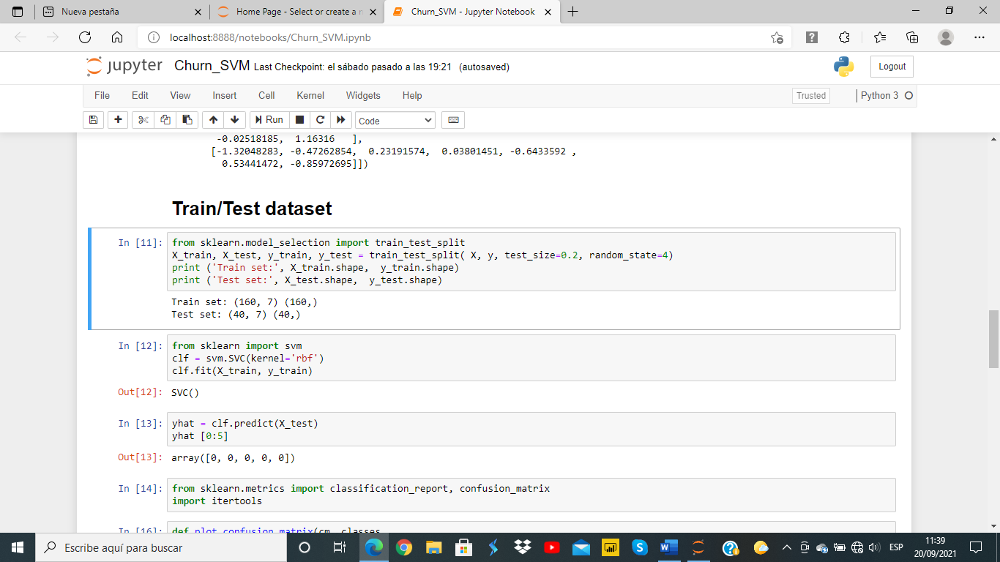 Nueva pestaña
Home Page - Select or create a n
Churn_SVM - Jupyter Notebook
localhost:8888/notebooks/Churn_SVM.ipynb
jupyter Churn_SVM Last Checkpoint: el sábado pasado a las 19:21 (autosaved)
Logout
File Edit View Insert Cell Kernel Widgets Help
Trusted
Python 3
Run
Code
-0.02518185, 1.16316 ],
[-1.32048283, -0.47262854, 0.23191574, 0.03801451, -0.6433592 ,
0.53441472, -0.85972695]])
Train/Test dataset
In [11]: from sklearn.model_selection import train_test_split
X_train, X_test, y_train, y_test = train_test_split( X, y, test_size=0.2, random_state=4)
print ('Train set:', X_train.shape, y_train.shape)
print ('Test set:', X_test.shape, y_test.shape)
Train set: (160, 7) (160,)
Test set: (40, 7) (40,)
In [12]: from sklearn import svm
clf = svm.SVC(kernel='rbf')
clf.fit(X_train, y_train)
Out[12]: SVC()
In [13]: yhat = clf.predict(X_test)
yhat [0:5]
Out[13]: array([0, 0, 0, 0, 0])
In [14]: from sklearn.metrics import classification_report, confusion_matrix
import itertools
In [16]: def plot_confusion_matrix(cm, classes,
Escribe aquí para buscar
ESP
11:39
20/09/2021